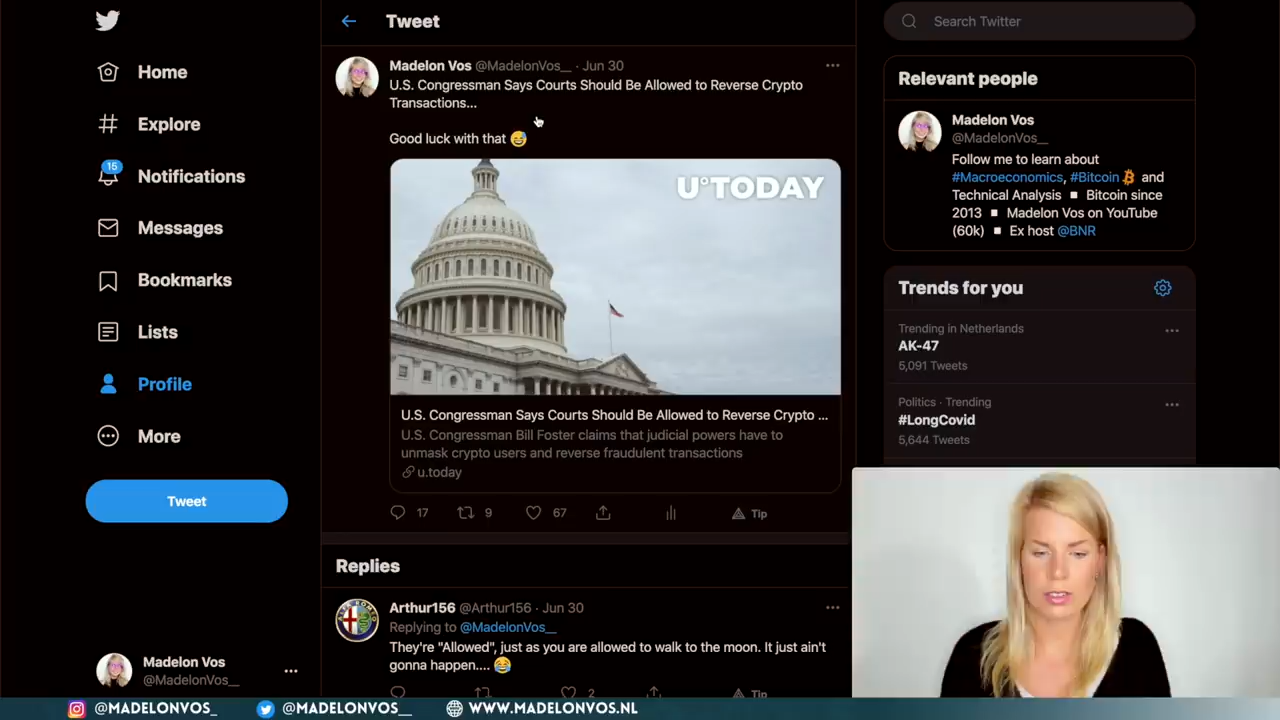 Home
Explore
15
Notifications
Messages
Bookmarks
Lists
Profile
More
Tweet
Madelon Vos
@MadelonVos__
Tweet
Madelon Vos @MadelonVos__ · Jun 30
U.S. Congressman Says Courts Should Be Allowed to Reverse Crypto
Transactions...
Good luck with that 😅
U°TODAY
U.S. Congressman Says Courts Should Be Allowed to Reverse Crypto ...
U.S. Congressman Bill Foster claims that judicial powers have to
unmask crypto users and reverse fraudulent transactions
u.today
17 9 67 Tip
Replies
Arthur156 @Arthur156 · Jun 30
Replying to @MadelonVos__
They're "Allowed", just as you are allowed to walk to the moon. It just ain't
gonna happen.... 😂
2 Tip
Search Twitter
Relevant people
Madelon Vos
@MadelonVos__
Follow me to learn about
#Macroeconomics, #Bitcoin and
Technical Analysis ▪ Bitcoin since
2013 ▪ Madelon Vos on YouTube
(60k) ▪ Ex host @BNR
Trends for you
Trending in Netherlands
AK-47
5,091 Tweets
Politics · Trending
#LongCovid
5,644 Tweets
@MADELONVOS_ @MADELONVOS__ WWW.MADELONVOS.NL